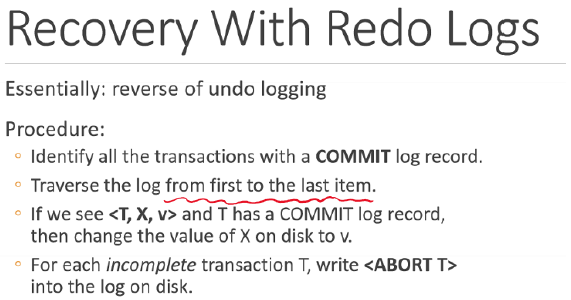 Recovery With Redo Logs
Essentially: reverse of undo logging
Procedure:
◦ Identify all the transactions with a COMMIT log record.
◦ Traverse the log from first to the last item.
◦ If we see <T, X, v> and T has a COMMIT log record,
then change the value of X on disk to v.
◦ For each incomplete transaction T, write <ABORT T>
into the log on disk.